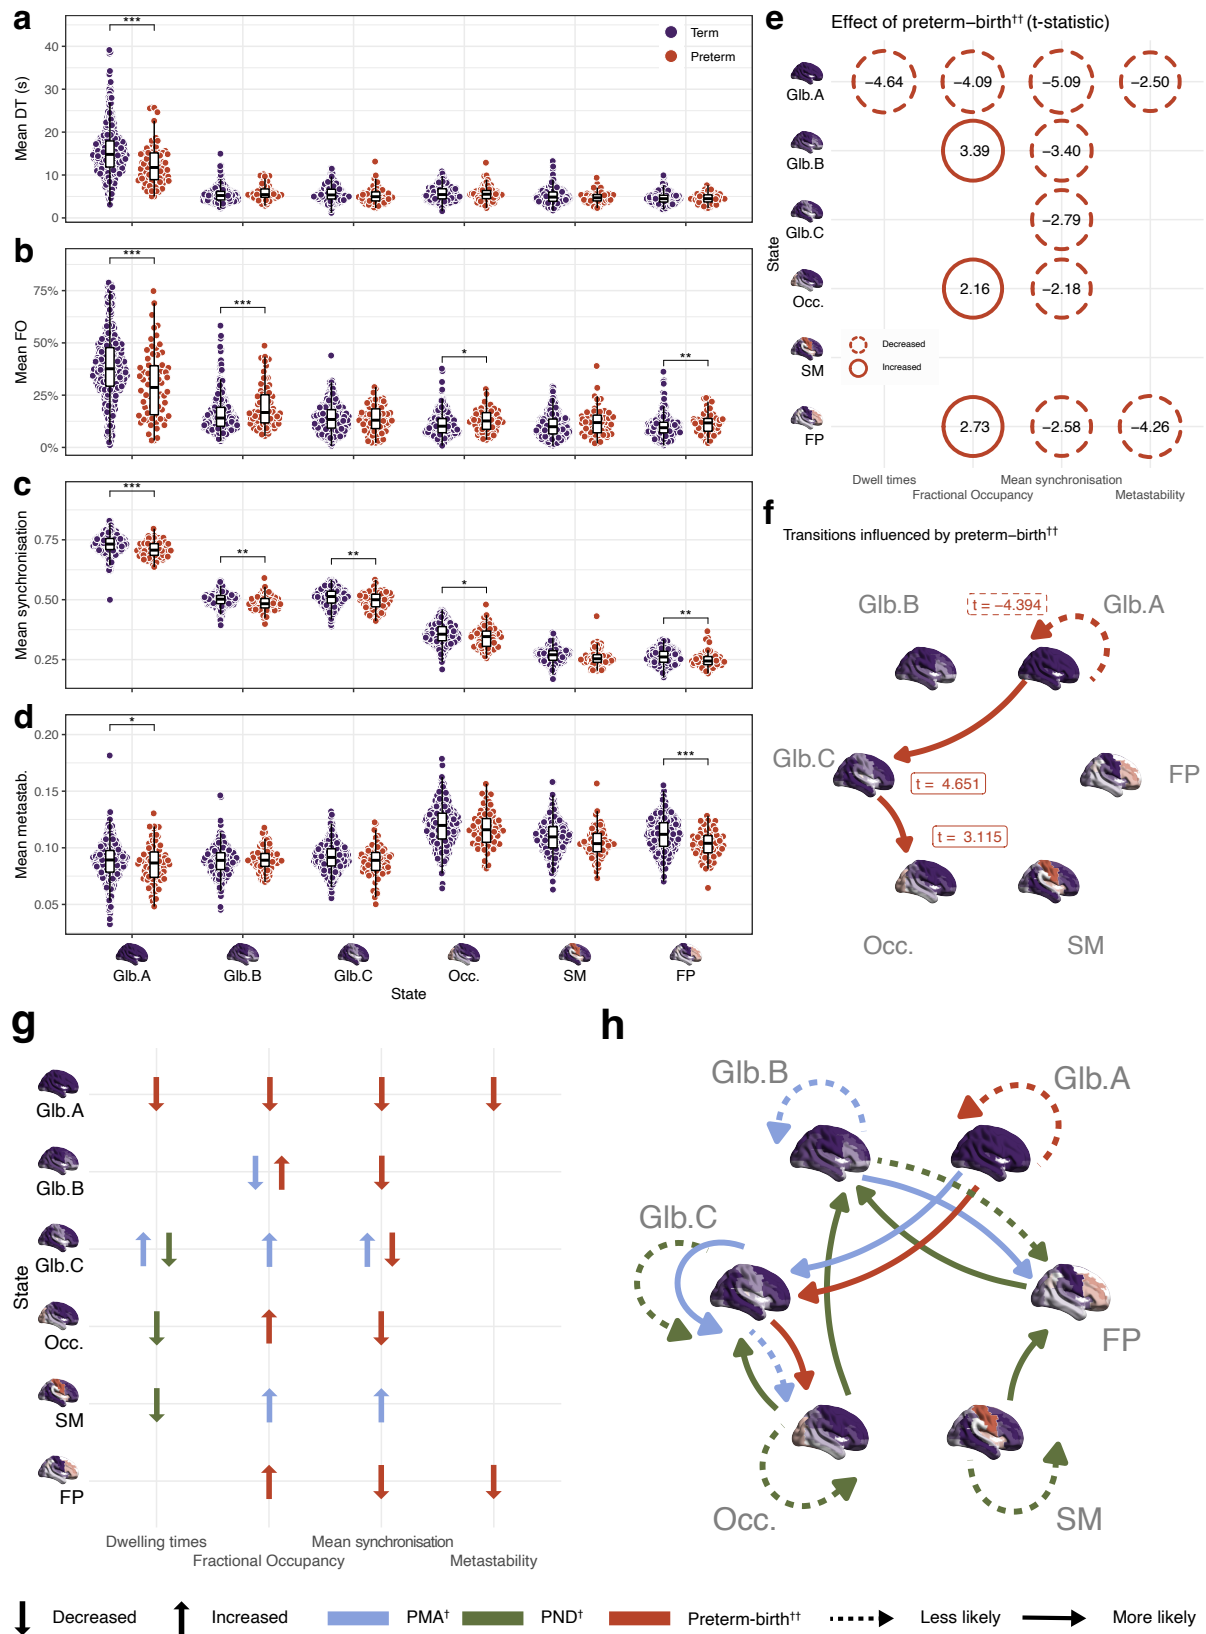 a
***
Term
Preterm
40
30
20
10
0
Mean DT (s)
b
***
***
*
**
75%
50%
25%
0%
Mean FO
c
***
**
**
*
**
0.75
0.50
0.25
Mean synchronisation
d
*
***
0.20
0.15
0.10
0.05
Mean metastab.
Glb.A
Glb.B
Glb.C
Occ.
SM
FP
State
e
Effect of preterm−birth†† (t-statistic)
Glb.A
−4.64
−4.09
−5.09
−2.50
Glb.B
3.39
−3.40
Glb.C
−2.79
State
Occ.
2.16
−2.18
SM
Decreased
Increased
FP
2.73
−2.58
−4.26
Dwell times
Mean synchronisation
Fractional Occupancy
Metastability
f
Transitions influenced by preterm−birth††
Glb.B
t = −4.394
Glb.A
Glb.C
t = 4.651
FP
t = 3.115
Occ.
SM
g
Glb.A
Glb.B
Glb.C
State
Occ.
SM
FP
Dwelling times
Mean synchronisation
Fractional Occupancy
Metastability
h
Glb.B
Glb.A
Glb.C
FP
Occ.
SM
Decreased
Increased
PMA†
PND†
Preterm-birth††
Less likely
More likely